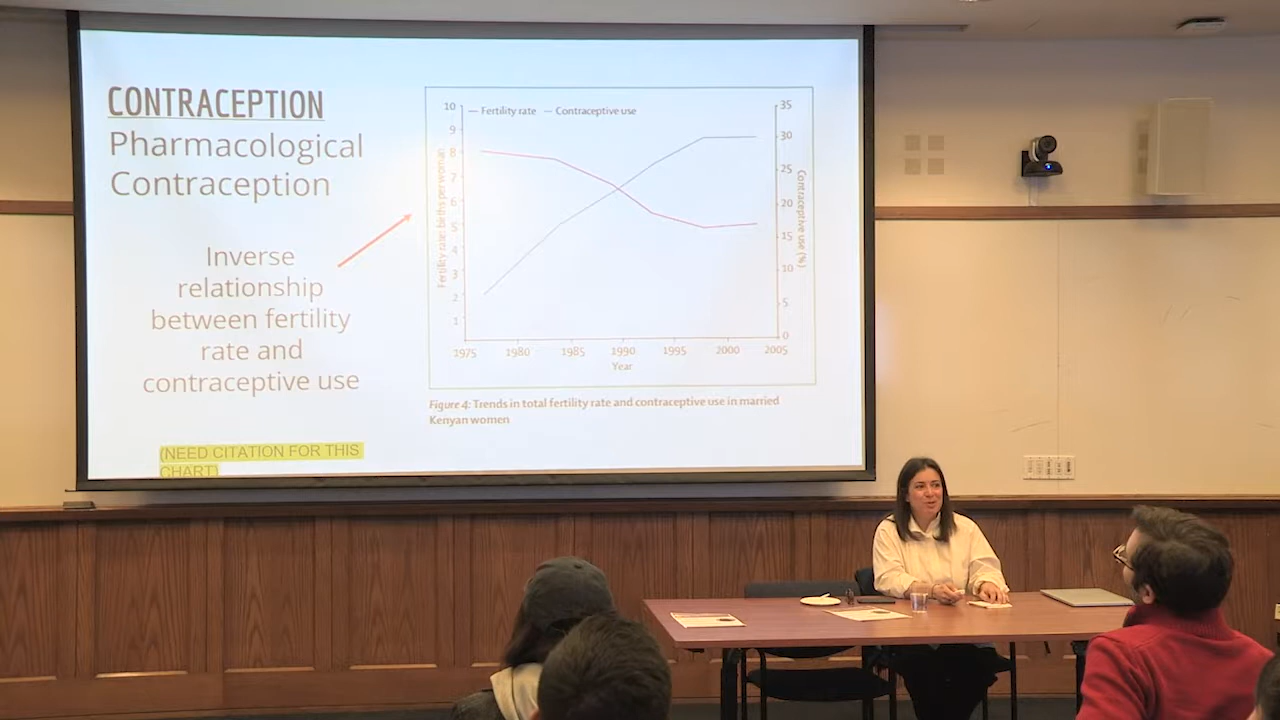 CONTRACEPTION
Pharmacological
Contraception
Inverse
relationship
between fertility
rate and
contraceptive use
(NEED CITATION FOR THIS
CHART)
Fertility rate Contraceptive use
10
9
8
7
6
5
4
3
2
1
Fertility rate: births per woman
35
30
25
20
15
10
5
0
Contraceptive use (%)
1975 1980 1985 1990 1995 2000 2005
Year
Figure 4: Trends in total fertility rate and contraceptive use in married
Kenyan women